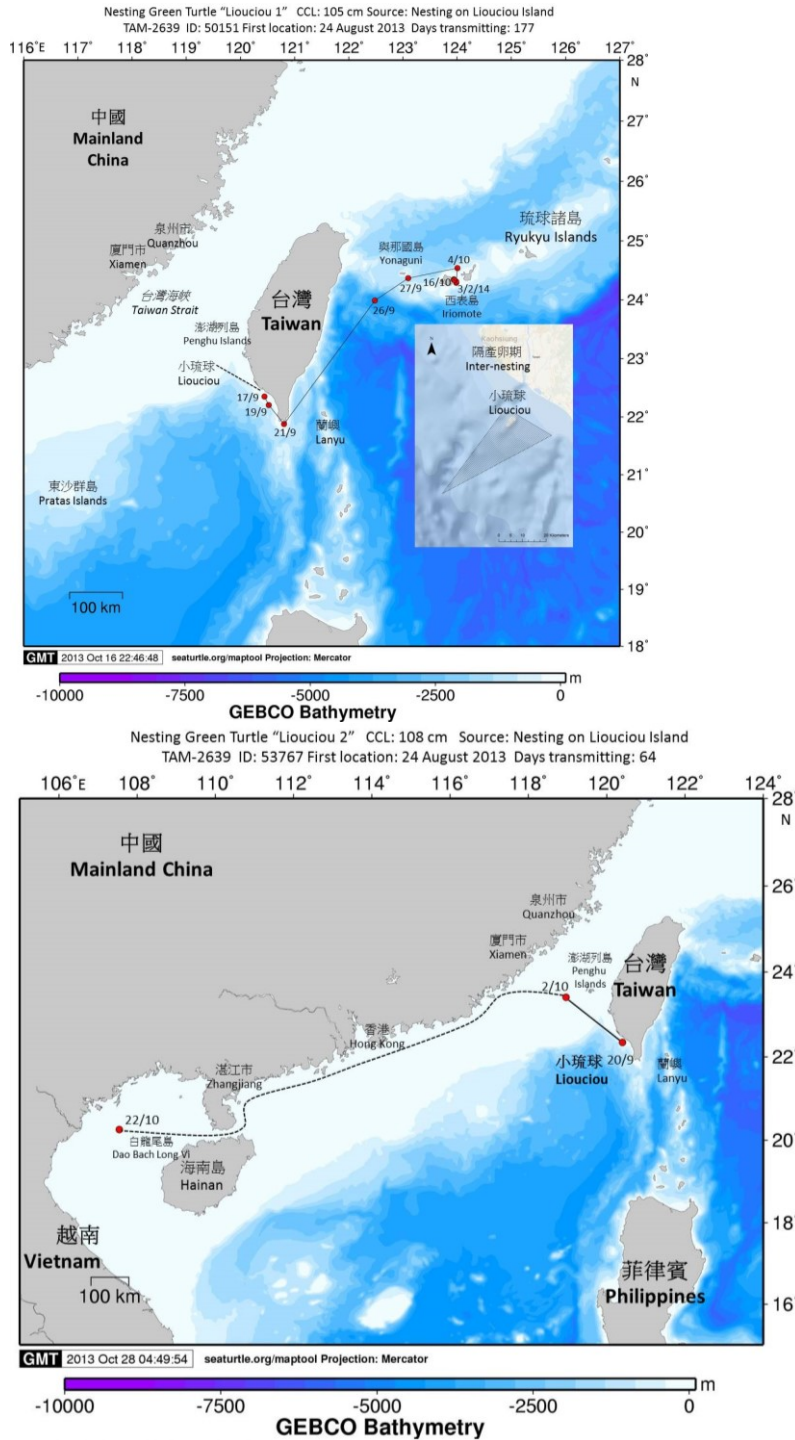 Nesting Green Turtle “Liouciou 1” CCL: 105 cm Source: Nesting on Liouciou Island
TAM-2639 ID: 50151 First location: 24 August 2013 Days transmitting: 177
116°E 117° 118° 119° 120° 121° 122° 123° 124° 125° 126° 127°
28°
N
中國
Mainland
China
27°
26°
琉球諸島
Ryukyu Islands
泉州市
Quanzhou
廈門市
Xiamen
25°
與那國島
Yonaguni
4/10
27/9
16/10
3/2/14
西表島
Iriomote
台灣海峽
Taiwan Strait
台灣
Taiwan
24°
26/9
澎湖列島
Penghu Islands
23°
小琉球
Liouciou
17/9
19/9
21/9
22°
蘭嶼
Lanyu
N
Kaohsiung
隔產卵期
Inter-nesting
小琉球
Liouciou
21°
東沙群島
Pratas Islands
20°
19°
100 km
18°
GMT 2013 Oct 16 22:46:48 seaturtle.org/maptool Projection: Mercator
m
-10000 -7500 -5000 -2500 0
GEBCO Bathymetry
Nesting Green Turtle “Liouciou 2” CCL: 108 cm Source: Nesting on Liouciou Island
TAM-2639 ID: 53767 First location: 24 August 2013 Days transmitting: 64
106°E 108° 110° 112° 114° 116° 118° 120° 122° 124°
28°
N
中國
Mainland China
26°
泉州市
Quanzhou
廈門市
Xiamen
澎湖列島
Penghu
Islands
台灣
Taiwan
24°
2/10
20/9
香港
Hong Kong
22°
小琉球
Liouciou
蘭嶼
Lanyu
湛江市
Zhangjiang
22/10
白龍尾島
Dao Bach Long Vi
20°
海南島
Hainan
18°
越南
Vietnam
100 km
菲律賓
Philippines
16°
GMT 2013 Oct 28 04:49:54 seaturtle.org/maptool Projection: Mercator
m
-10000 -7500 -5000 -2500 0
GEBCO Bathymetry